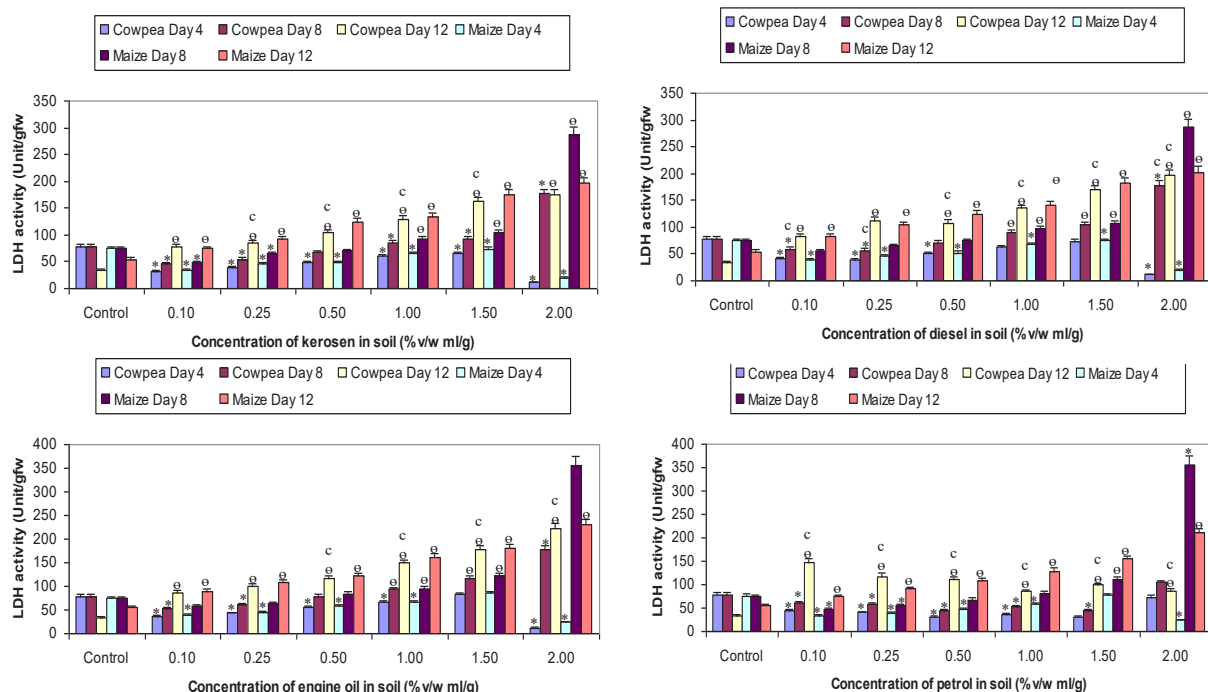 Cowpea Day 4 Cowpea Day 8 Cowpea Day 12 Maize Day 4
Maize Day 8 Maize Day 12
LDH activity (Unit/gfw)
350
300
250
200
150
100
50
0
c c c c
* * ɵ * * ɵ
Control 0.10 0.25 0.50 1.00 1.50 2.00
Concentration of kerosen in soil (%v/w ml/g)
Cowpea Day 4 Cowpea Day 8 Cowpea Day 12 Maize Day 4
Maize Day 8 Maize Day 12
LDH activity (Unit/gfw)
350
300
250
200
150
100
50
0
Control 0.10 0.25 0.50 1.00 1.50 2.00
Concentration of diesel in soil (%v/w ml/g)
Cowpea Day 4 Cowpea Day 8 Cowpea Day 12 Maize Day 4
Maize Day 8 Maize Day 12
LDH activity (Unit/gfw)
400
350
300
250
200
150
100
50
0
Control 0.10 0.25 0.50 1.00 1.50 2.00
Concentration of engine oil in soil (%v/w ml/g)
Cowpea Day 4 Cowpea Day 8 Cowpea Day 12 Maize Day 4
Maize Day 8 Maize Day 12
LDH activity (Unit/gfw)
400
350
300
250
200
150
100
50
0
Control 0.10 0.25 0.50 1.00 1.50 2.00
Concentration of petrol in soil (%v/w ml/g)